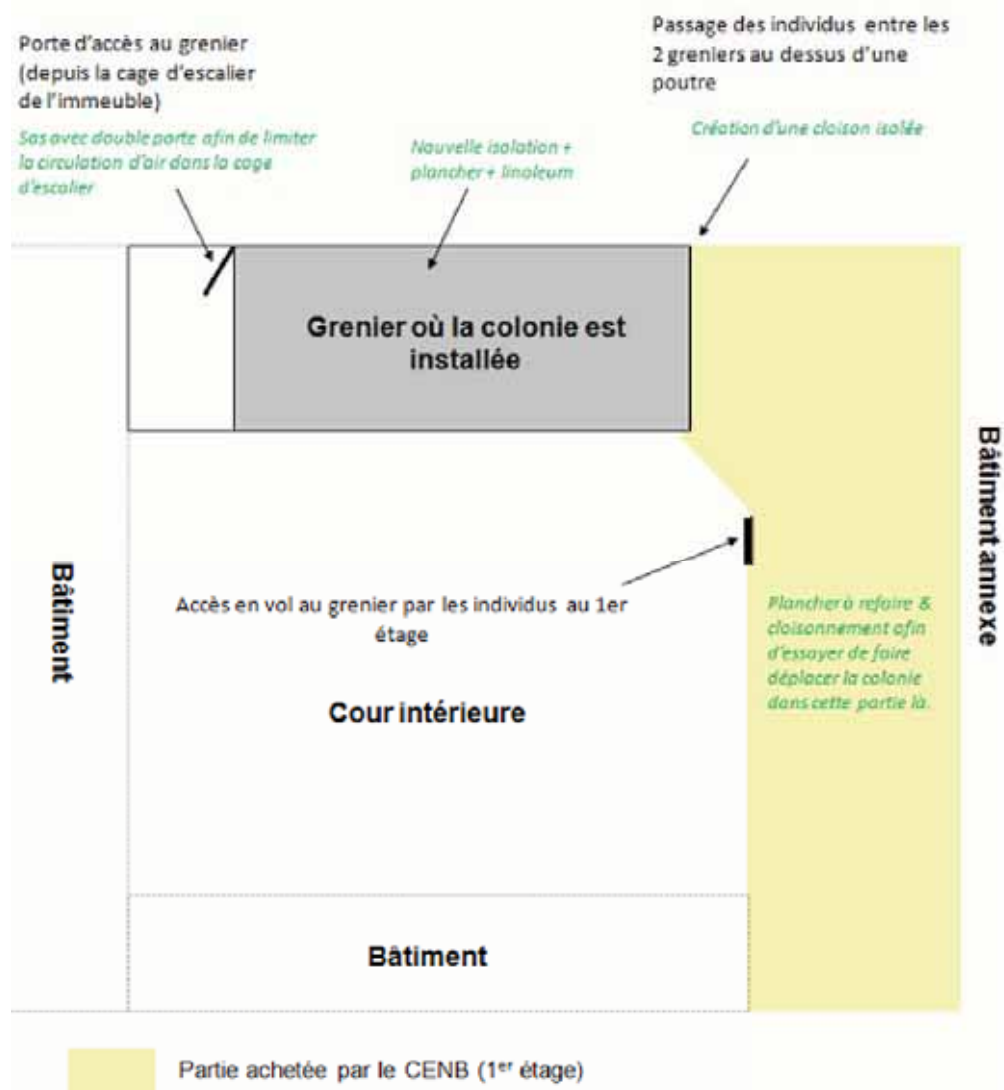 Porte d'accès au grenier
(depuis la cage d'escalier
de l'immeuble)
Sas avec double porte afin de limiter
la circulation d'air dans la cage
d'escalier
Nouvelle isolation +
plancher + linoleum
Passage des individus entre les
2 greniers au dessus d'une
poutre
Création d'une cloison isolée
Grenier où la colonie est
installée
Bâtiment
Accès en vol au grenier par les individus au 1er
étage
Plancher à refaire &
cloisonnement afin
d'essayer de faire
déplacer la colonie
dans cette partie là.
Bâtiment annexe
Cour intérieure
Bâtiment
Partie achetée par le CENB (1er étage)